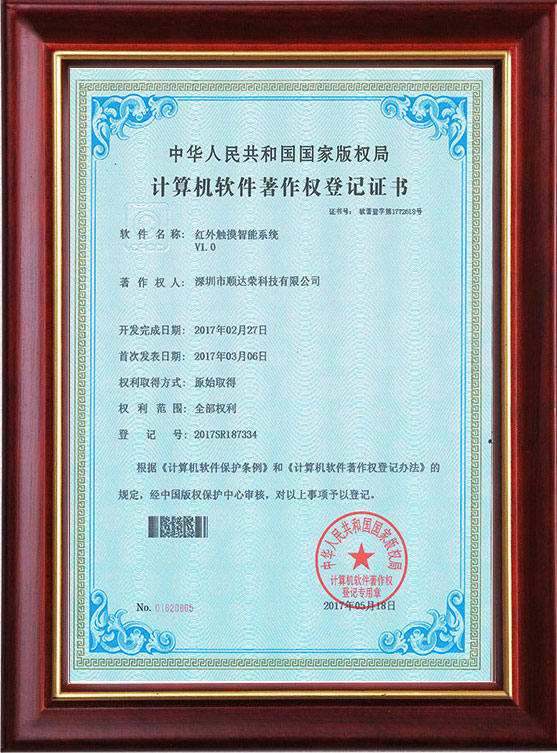 中华人民共和国国家版权局
计算机软件著作权登记证书
证书号: 软著登字第1772618号
软件名称: 红外触摸智能系统
V1.0
著作权人: 深圳市顺达荣科技有限公司
开发完成日期: 2017年02月27日
首次发表日期: 2017年03月06日
权利取得方式: 原始取得
权利范围: 全部权利
登记号: 2017SR187334
根据《计算机软件保护条例》和《计算机软件著作权登记办法》的
规定,经中国版权保护中心审核,对以上事项予以登记。
中华人民共和国国家版权局
计算机软件著作权
登记专用章
No. 01620865
2017年05月18日